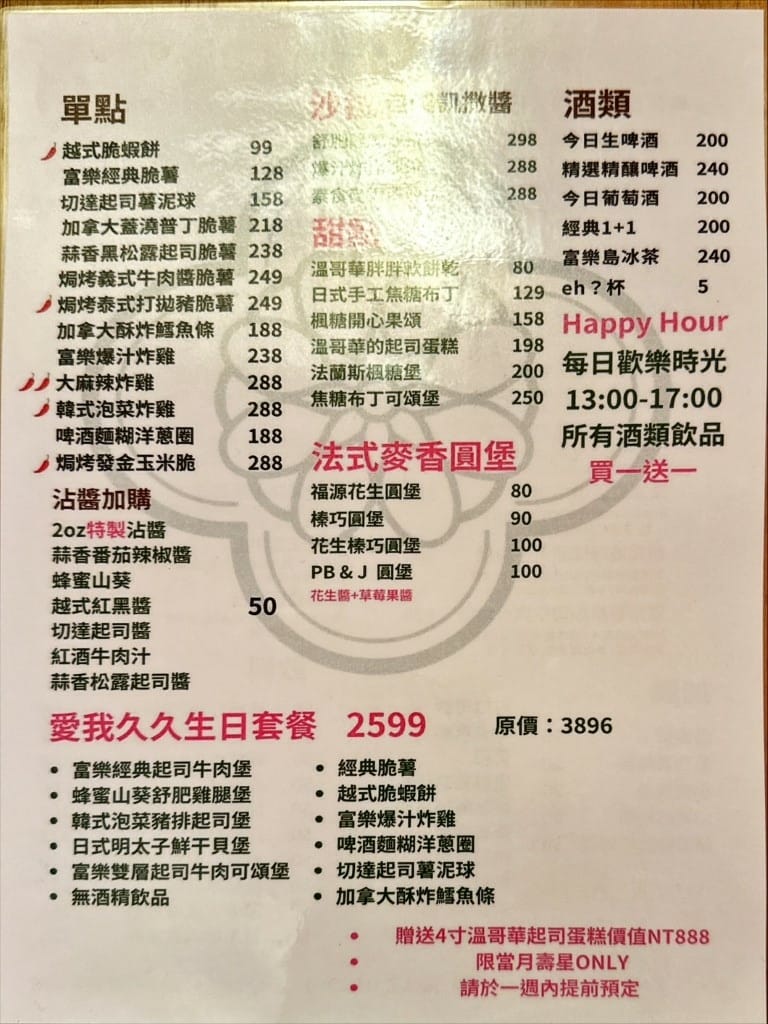 單點
越式脆蝦餅 99
富樂經典脆薯 128
切達起司薯泥球 158
加拿大蓋澆普丁脆薯 218
蒜香黑松露起司脆薯 238
焗烤義式牛肉醬脆薯 249
焗烤泰式打拋豬脆薯 249
加拿大酥炸鱈魚條 188
富樂爆汁炸雞 238
大麻辣炸雞 288
韓式泡菜炸雞 288
啤酒麵糊洋蔥圈 188
焗烤發金玉米脆 288
沾醬加購
2oz特製沾醬
蒜香番茄辣椒醬
蜂蜜山葵
越式紅黑醬 50
切達起司醬
紅酒牛肉汁
蒜香松露起司醬
沙 凱撒醬
298
288
288
甜
溫哥華胖胖軟餅乾 80
日式手工焦糖布丁 129
楓糖開心果頌 158
溫哥華的起司蛋糕 198
法蘭斯楓糖堡 200
焦糖布丁可頌堡 250
法式麥香圓堡
福源花生圓堡 80
榛巧圓堡 90
花生榛巧圓堡 100
PB＆J 圓堡 100
花生醬+草莓果醬
酒類
今日生啤酒 200
精選精釀啤酒 240
今日葡萄酒 200
經典1+1 200
富樂島冰茶 240
eh？杯 5
Happy Hour
每日歡樂時光
13:00-17:00
所有酒類飲品
買一送一
愛我久久生日套餐 2599 原價：3896
• 富樂經典起司牛肉堡
• 蜂蜜山葵舒肥雞腿堡
• 韓式泡菜豬排起司堡
• 日式明太子鮮干貝堡
• 富樂雙層起司牛肉可頌堡
• 無酒精飲品
• 經典脆薯
• 越式脆蝦餅
• 富樂爆汁炸雞
• 啤酒麵糊洋蔥圈
• 切達起司薯泥球
• 加拿大酥炸鱈魚條
• 贈送4寸溫哥華起司蛋糕價值NT888
• 限當月壽星ONLY
• 請於一週內提前預定